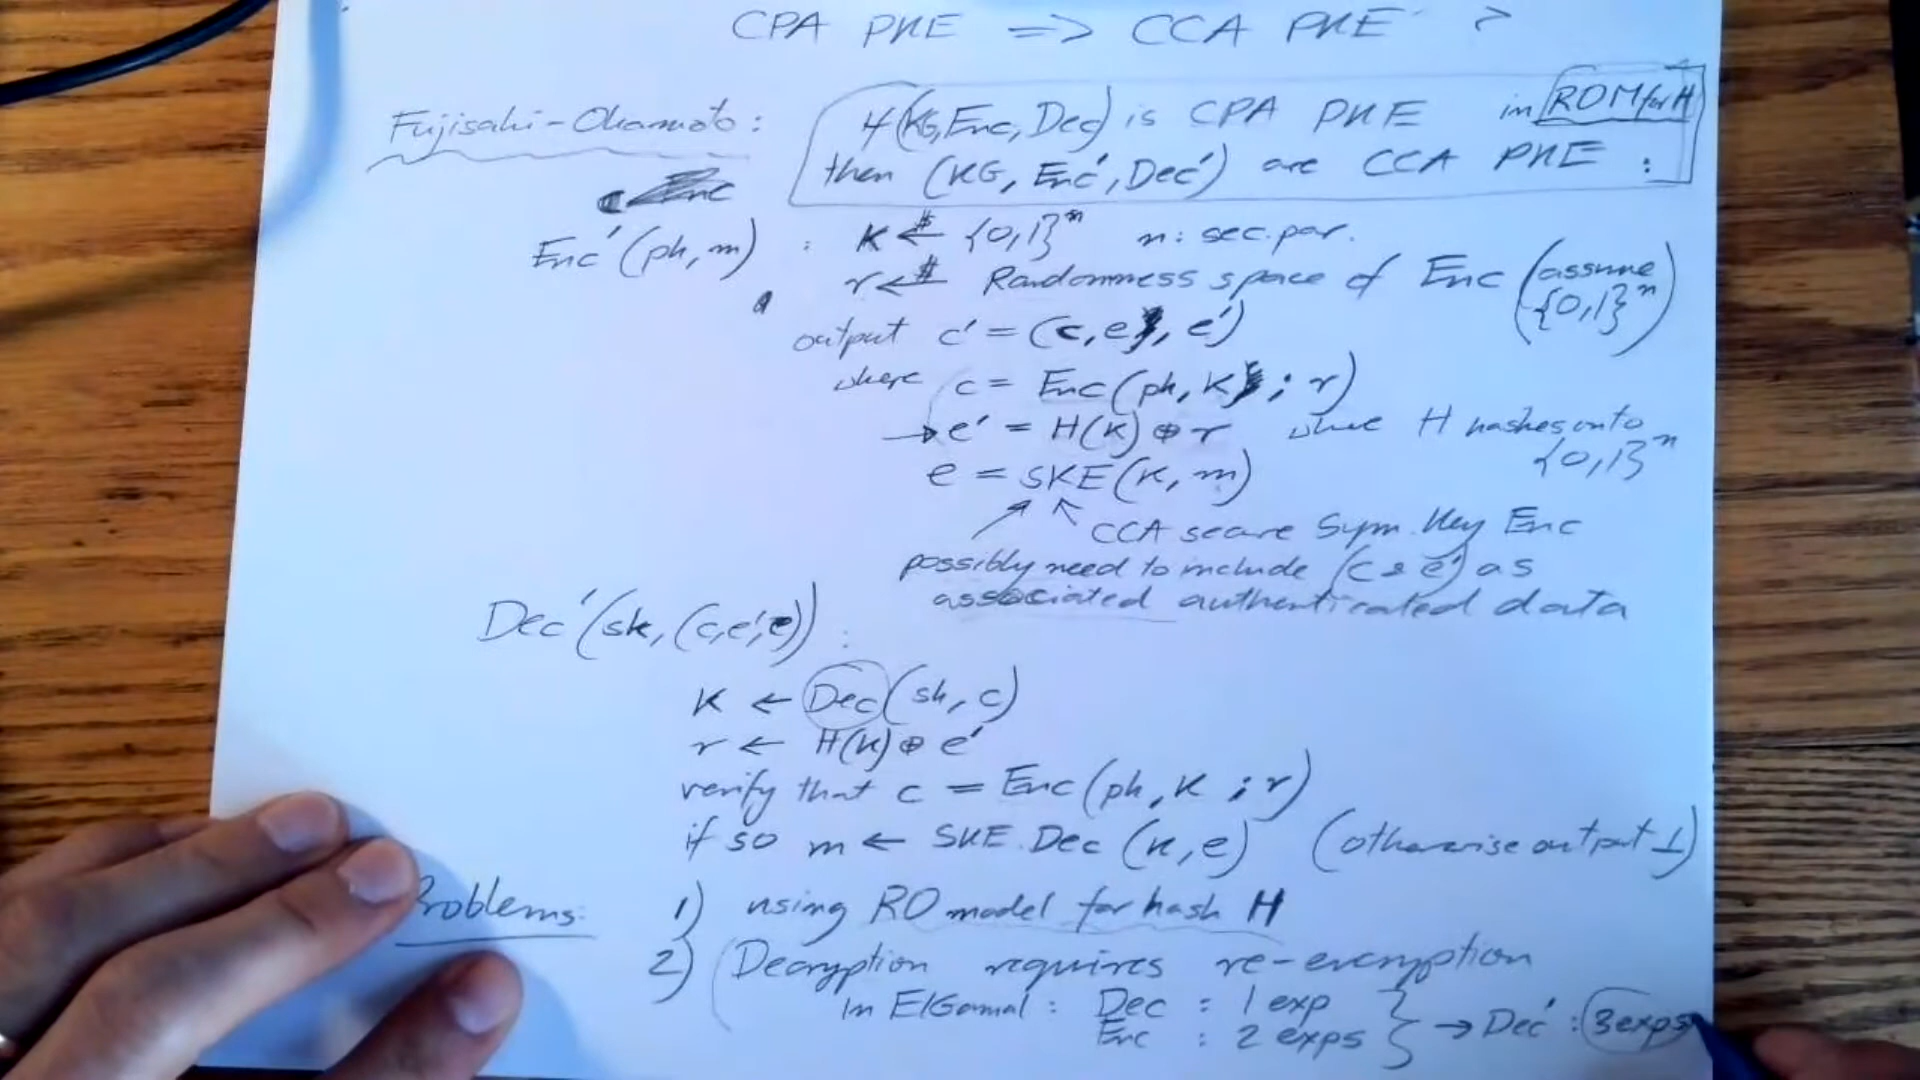 CPA PKE => CCA PKE ?
Fujisaki-Okamoto: If (KG, Enc, Dec) is CPA PKE in ROM for H
then (KG, Enc', Dec') are CCA PKE :
Enc'(pk, m) : K <-$ {0,1}^n n: sec. par.
r <-$ Randomness space of Enc (assume {0,1}^n)
output c' = (c, e, e')
where c = Enc(pk, K ; r)
→ e' = H(K) ⊕ r where H hashes onto {0,1}^n
e = SKE(K, m)
CCA secure Sym. Key Enc
possibly need to include (c & e') as
associated authenticated data
Dec'(sk, (c, e', e)) :
K ← Dec(sk, c)
r ← H(K) ⊕ e'
verify that c = Enc(pk, K ; r)
if so m ← SKE.Dec(K, e) (otherwise output ⊥)
Problems: 1) using RO model for hash H
2) Decryption requires re-encryption
In ElGamal : Dec : 1 exp
Enc : 2 exps } → Dec' : 3 exps